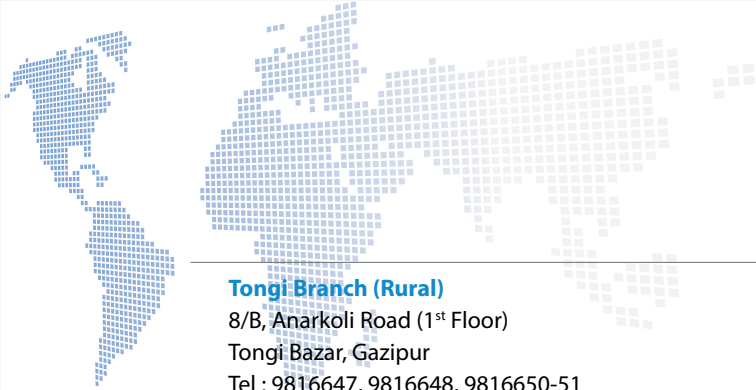 Tongi Branch (Rural)
8/B, Anarkoli Road (1st Floor)
Tongi Bazar, Gazipur
Tel : 9816647, 9816648, 9816650-51